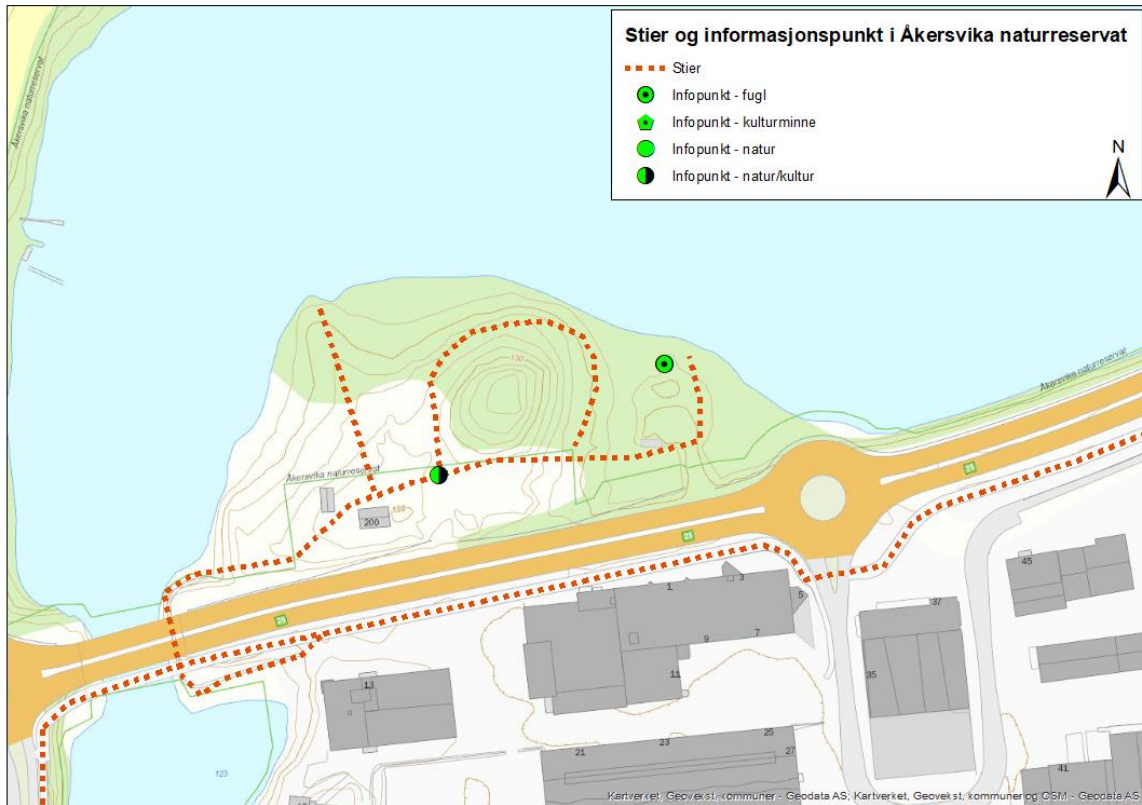 Stier og informasjonspunkt i Åkersvika naturreservat
Stier
Infopunkt - fugl
Infopunkt - kulturminne
Infopunkt - natur
Infopunkt - natur/kultur
N
Åkersvika naturreservat
Åkersvika naturreservat
130
Åkersvika naturreservat
25
200
130
25
25
1
3
5
9
7
11
13
37
35
45
21
23
25
27
41
123
Kartverket, Geovekst, kommuner - Geodata AS, Kartverket, Geovekst, kommuner og OSM - Geodata AS